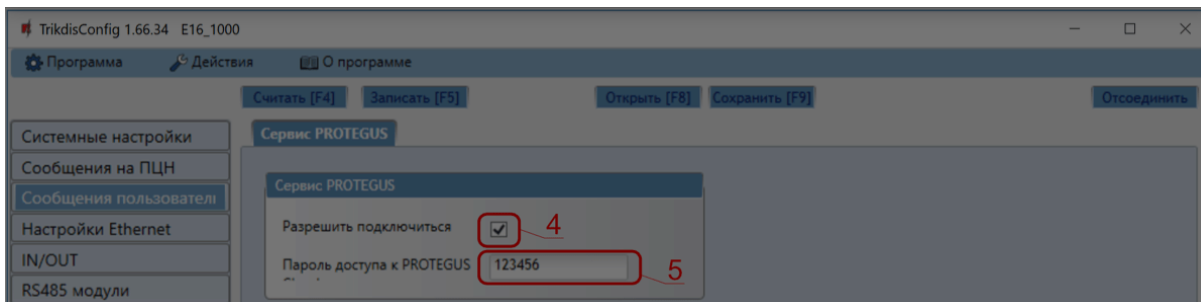 TrikdisConfig 1.66.34 E16_1000
Программа Действия О программе
Считать [F4] Записать [F5] Открыть [F8] Сохранить [F9] Отсоединить
Системные настройки
Сообщения на ПЦН
Сообщения пользовател
Настройки Ethernet
IN/OUT
RS485 модули
Сервис PROTEGUS
Сервис PROTEGUS
Разрешить подключиться 4
Пароль доступа к PROTEGUS 123456 5